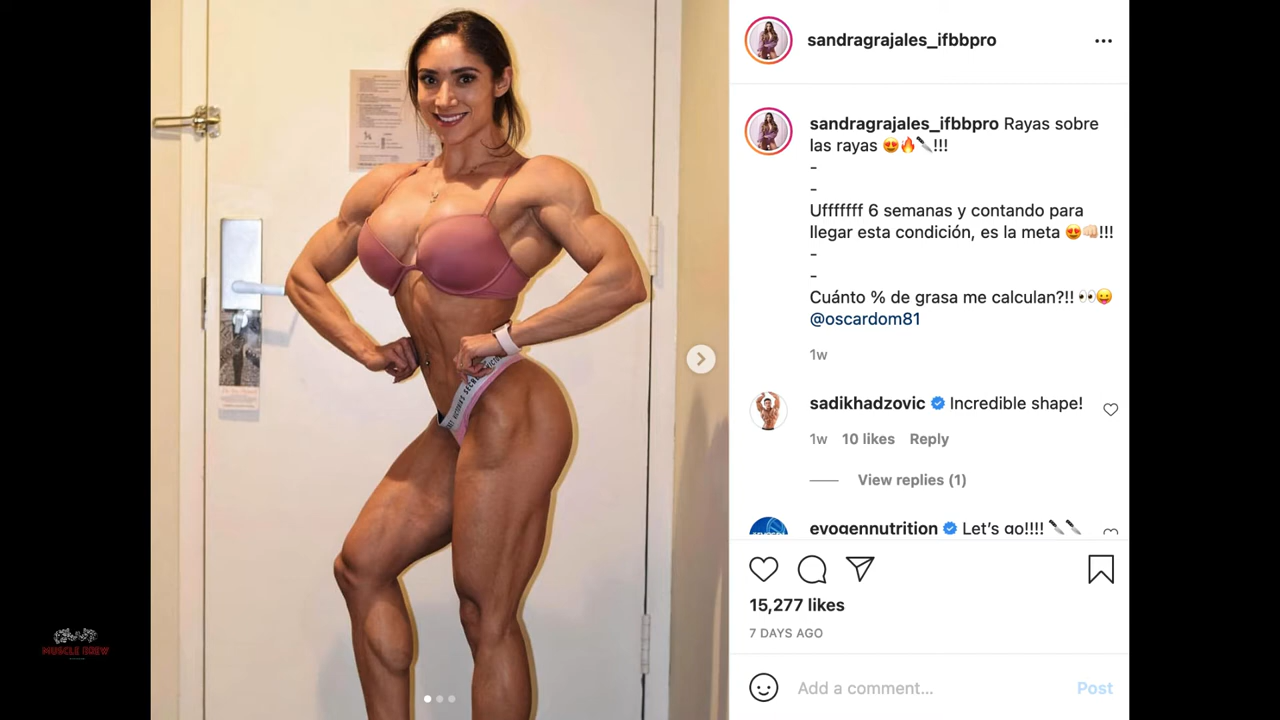 sandragrajales_ifbbpro
sandragrajales_ifbbpro Rayas sobre
las rayas 😍🔥🔪!!!
-
-
Ufffffff 6 semanas y contando para
llegar esta condición, es la meta 😍👊🏻!!!
-
-
Cuánto % de grasa me calculan?!! 👀😛
@oscardom81
1w
sadikhadzovic Incredible shape!
1w 10 likes Reply
View replies (1)
evogennutrition Let's go!!!! 🔪🔪
15,277 likes
7 DAYS AGO
Add a comment... Post
MUSCLE CREW